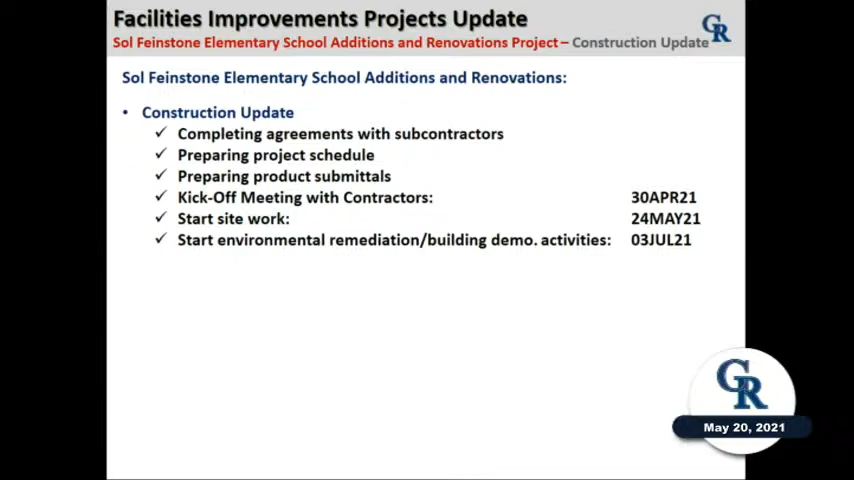 Facilities Improvements Projects Update
Sol Feinstone Elementary School Additions and Renovations Project – Construction Update
GR
Sol Feinstone Elementary School Additions and Renovations:
• Construction Update
✓ Completing agreements with subcontractors
✓ Preparing project schedule
✓ Preparing product submittals
✓ Kick-Off Meeting with Contractors: 30APR21
✓ Start site work: 24MAY21
✓ Start environmental remediation/building demo. activities: 03JUL21
GR
May 20, 2021